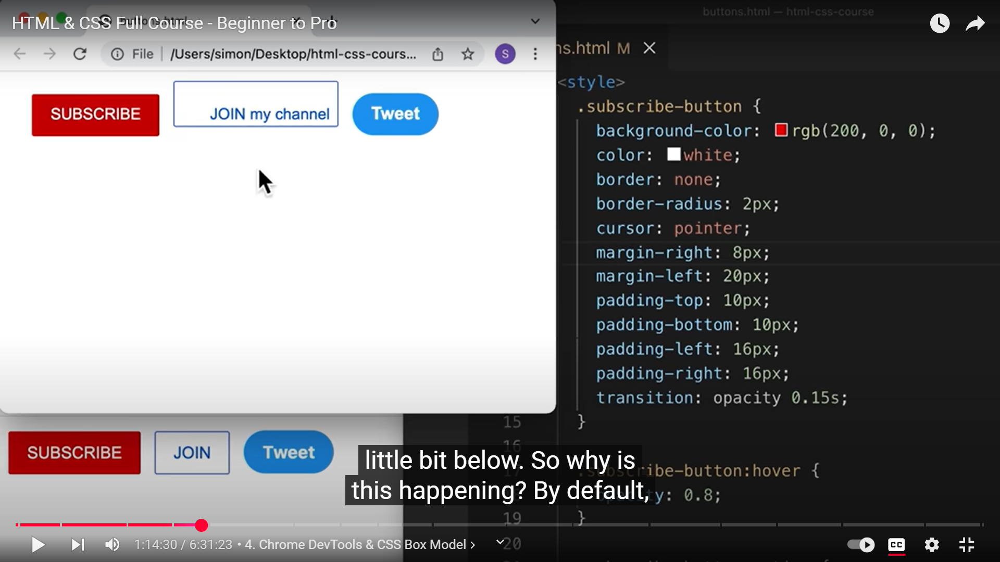 HTML & CSS Full Course - Beginner to Pro
buttons.html — html-css-course
File | /Users/simon/Desktop/html-css-cours...
S
ns.html M
SUBSCRIBE
JOIN my channel
Tweet
<style>
.subscribe-button {
background-color: rgb(200, 0, 0);
color: white;
border: none;
border-radius: 2px;
cursor: pointer;
margin-right: 8px;
margin-left: 20px;
padding-top: 10px;
padding-bottom: 10px;
padding-left: 16px;
padding-right: 16px;
transition: opacity 0.15s;
15 }
16
SUBSCRIBE
JOIN
Tweet
ibe-button:hover {
y: 0.8;
19 }
20
little bit below. So why is
this happening? By default,
1:14:30 / 6:31:23 • 4. Chrome DevTools & CSS Box Model
CC